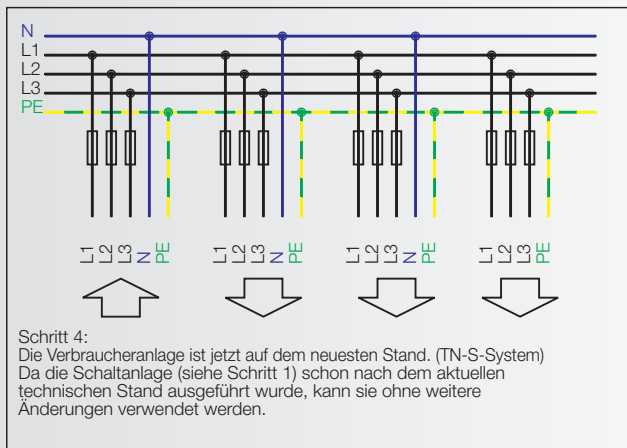 N
L1
L2
L3
PE
L1 L2 L3 N PE L1 L2 L3 N PE L1 L2 L3 N PE L1 L2 L3 PE
Schritt 4:
Die Verbraucheranlage ist jetzt auf dem neuesten Stand. (TN-S-System)
Da die Schaltanlage (siehe Schritt 1) schon nach dem aktuellen
technischen Stand ausgeführt wurde, kann sie ohne weitere
Änderungen verwendet werden.